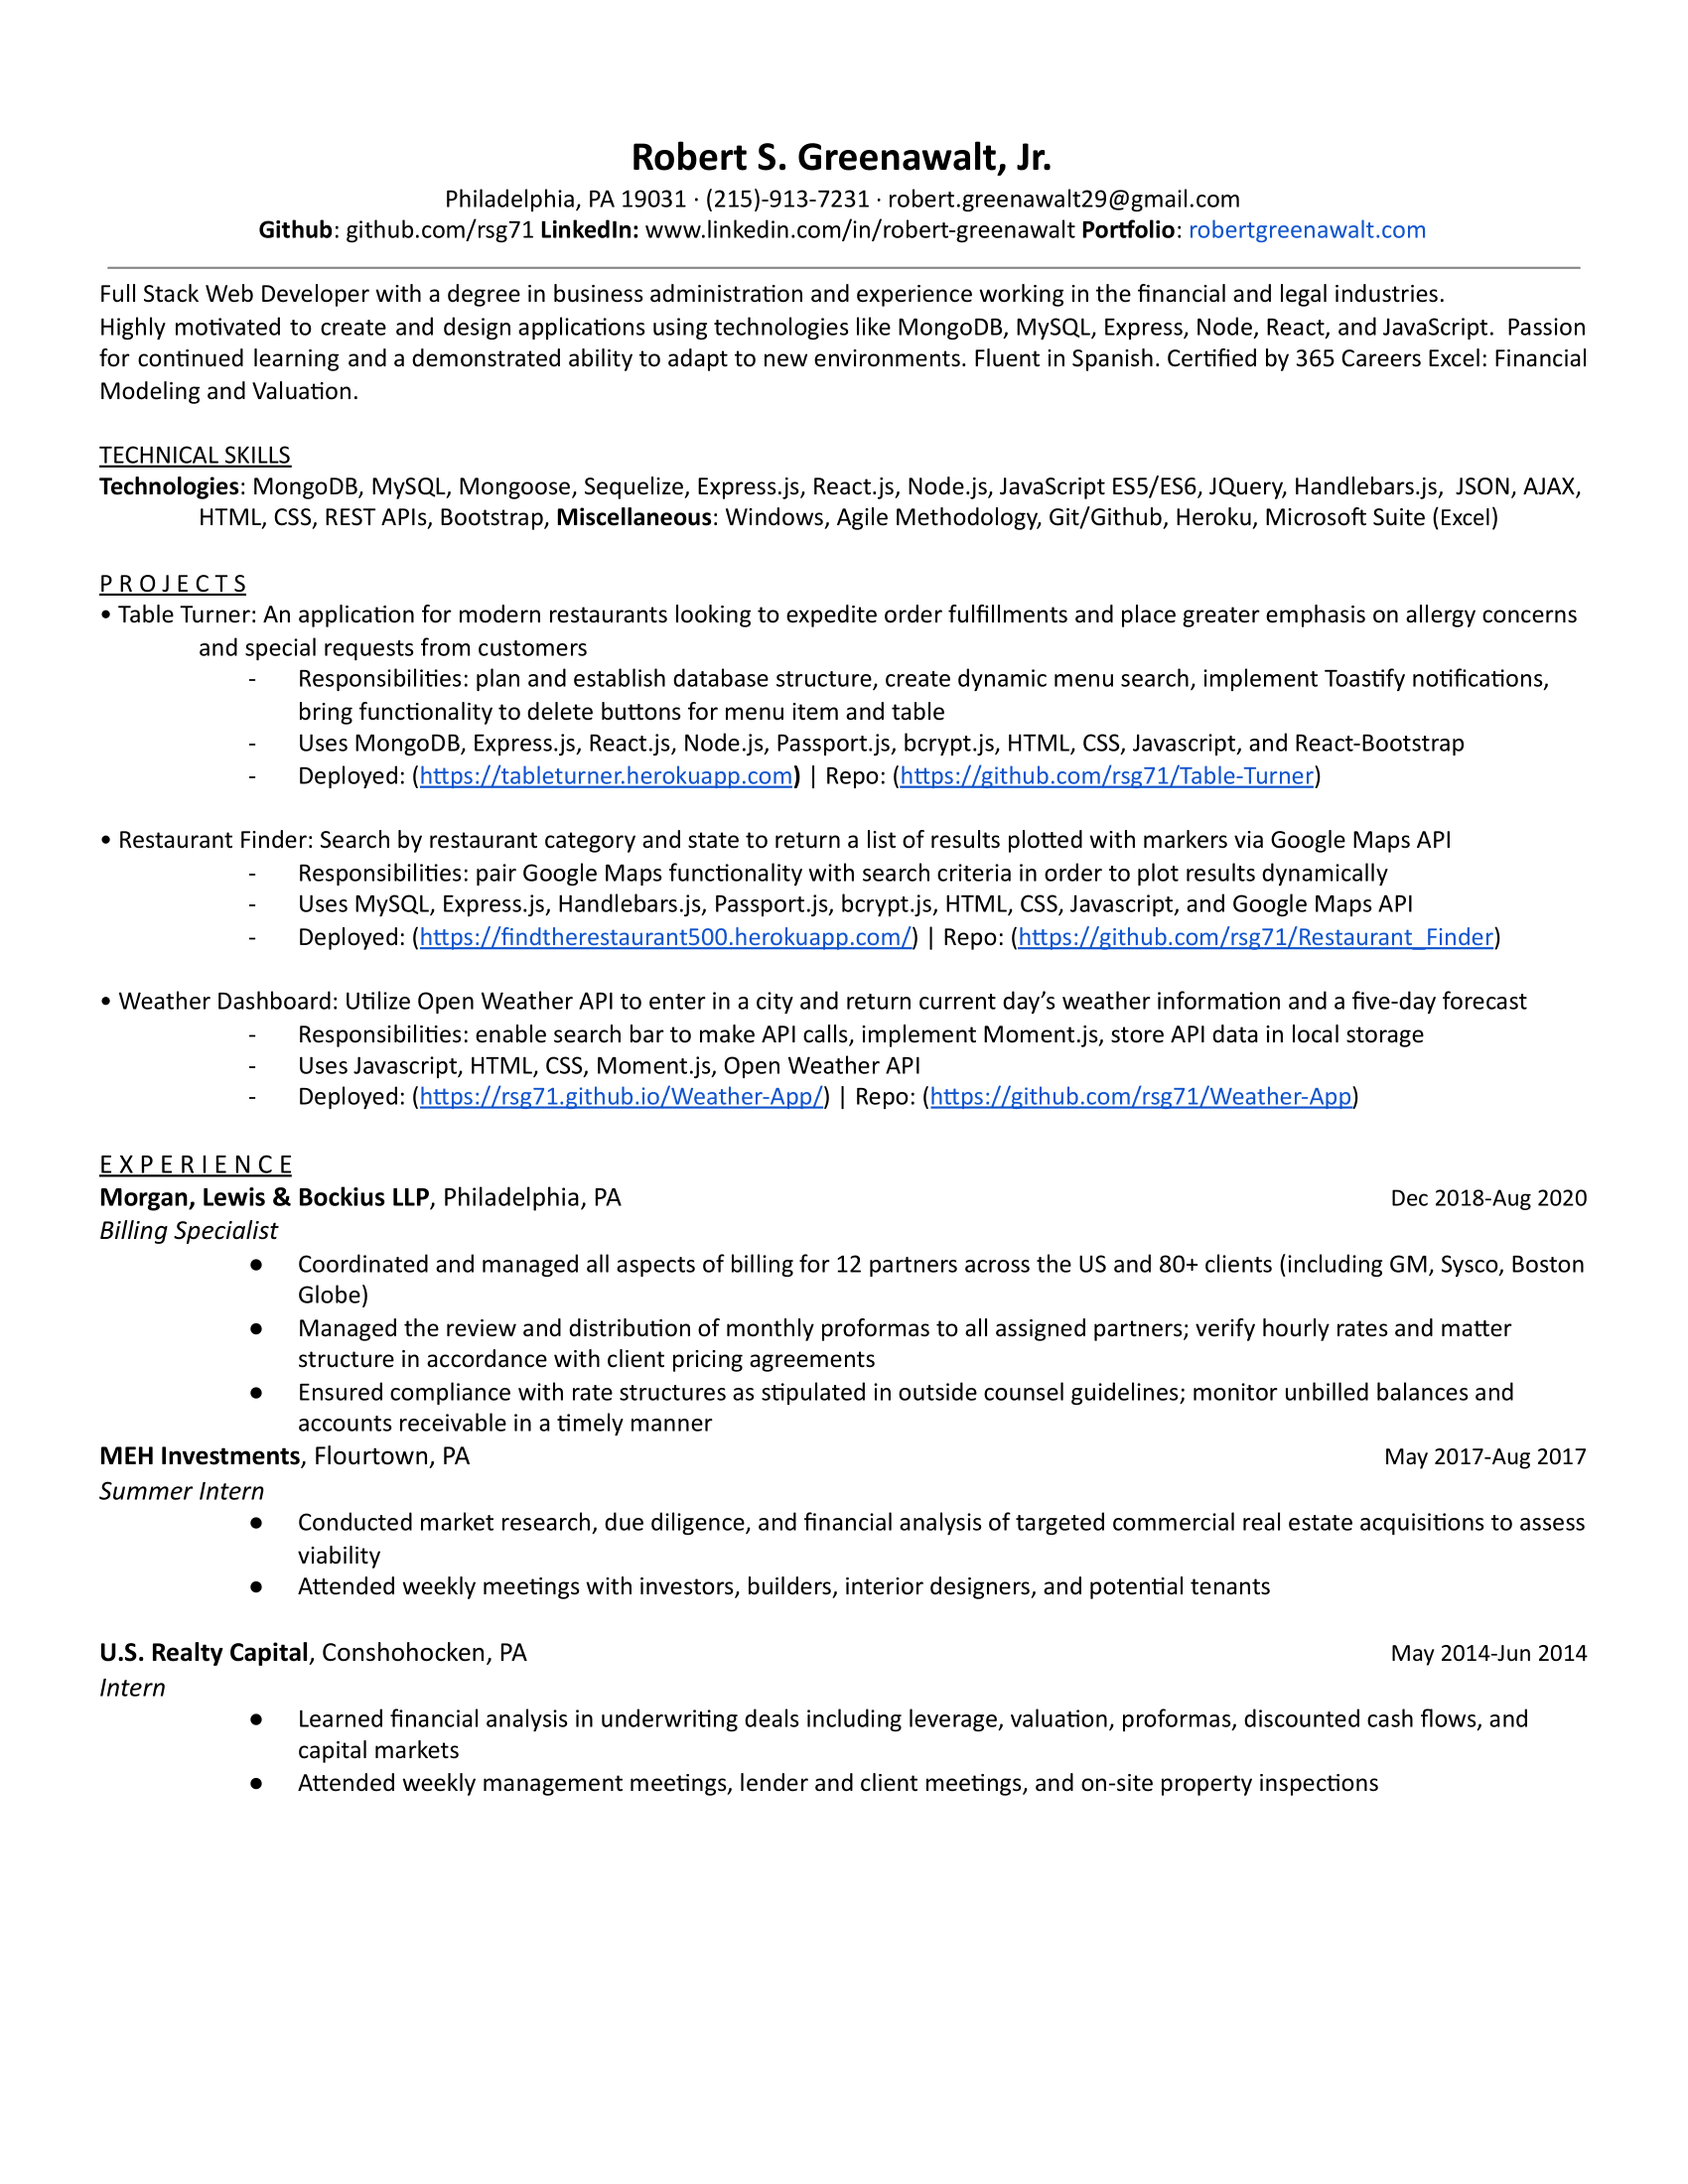 Robert S. Greenawalt, Jr.
Philadelphia, PA 19031 · (215)-913-7231 · robert.greenawalt29@gmail.com
Github: github.com/rsg71 LinkedIn: www.linkedin.com/in/robert-greenawalt Portfolio: robertgreenawalt.com
Full Stack Web Developer with a degree in business administration and experience working in the financial and legal industries.
Highly motivated to create and design applications using technologies like MongoDB, MySQL, Express, Node, React, and JavaScript.  Passion
for continued learning and a demonstrated ability to adapt to new environments. Fluent in Spanish. Certified by 365 Careers Excel: Financial
Modeling and Valuation.
TECHNICAL SKILLS
Technologies: MongoDB, MySQL, Mongoose, Sequelize, Express.js, React.js, Node.js, JavaScript ES5/ES6, JQuery, Handlebars.js,  JSON, AJAX,
HTML, CSS, REST APIs, Bootstrap, Miscellaneous: Windows, Agile Methodology, Git/Github, Heroku, Microsoft Suite (Excel)
P R O J E C T S
• Table Turner: An application for modern restaurants looking to expedite order fulfillments and place greater emphasis on allergy concerns
and special requests from customers
- Responsibilities: plan and establish database structure, create dynamic menu search, implement Toastify notifications,
bring functionality to delete buttons for menu item and table
- Uses MongoDB, Express.js, React.js, Node.js, Passport.js, bcrypt.js, HTML, CSS, Javascript, and React-Bootstrap
- Deployed: (https://tableturner.herokuapp.com) | Repo: (https://github.com/rsg71/Table-Turner)
• Restaurant Finder: Search by restaurant category and state to return a list of results plotted with markers via Google Maps API
- Responsibilities: pair Google Maps functionality with search criteria in order to plot results dynamically
- Uses MySQL, Express.js, Handlebars.js, Passport.js, bcrypt.js, HTML, CSS, Javascript, and Google Maps API
- Deployed: (https://findtherestaurant500.herokuapp.com/) | Repo: (https://github.com/rsg71/Restaurant_Finder)
• Weather Dashboard: Utilize Open Weather API to enter in a city and return current day’s weather information and a five-day forecast
- Responsibilities: enable search bar to make API calls, implement Moment.js, store API data in local storage
- Uses Javascript, HTML, CSS, Moment.js, Open Weather API
- Deployed: (https://rsg71.github.io/Weather-App/) | Repo: (https://github.com/rsg71/Weather-App)
E X P E R I E N C E
Morgan, Lewis & Bockius LLP, Philadelphia, PA Dec 2018-Aug 2020
Billing Specialist
● Coordinated and managed all aspects of billing for 12 partners across the US and 80+ clients (including GM, Sysco, Boston
Globe)
● Managed the review and distribution of monthly proformas to all assigned partners; verify hourly rates and matter
structure in accordance with client pricing agreements
● Ensured compliance with rate structures as stipulated in outside counsel guidelines; monitor unbilled balances and
accounts receivable in a timely manner
MEH Investments, Flourtown, PA May 2017-Aug 2017
Summer Intern
● Conducted market research, due diligence, and financial analysis of targeted commercial real estate acquisitions to assess
viability
● Attended weekly meetings with investors, builders, interior designers, and potential tenants
U.S. Realty Capital, Conshohocken, PA May 2014-Jun 2014
Intern
● Learned financial analysis in underwriting deals including leverage, valuation, proformas, discounted cash flows, and
capital markets
● Attended weekly management meetings, lender and client meetings, and on-site property inspections